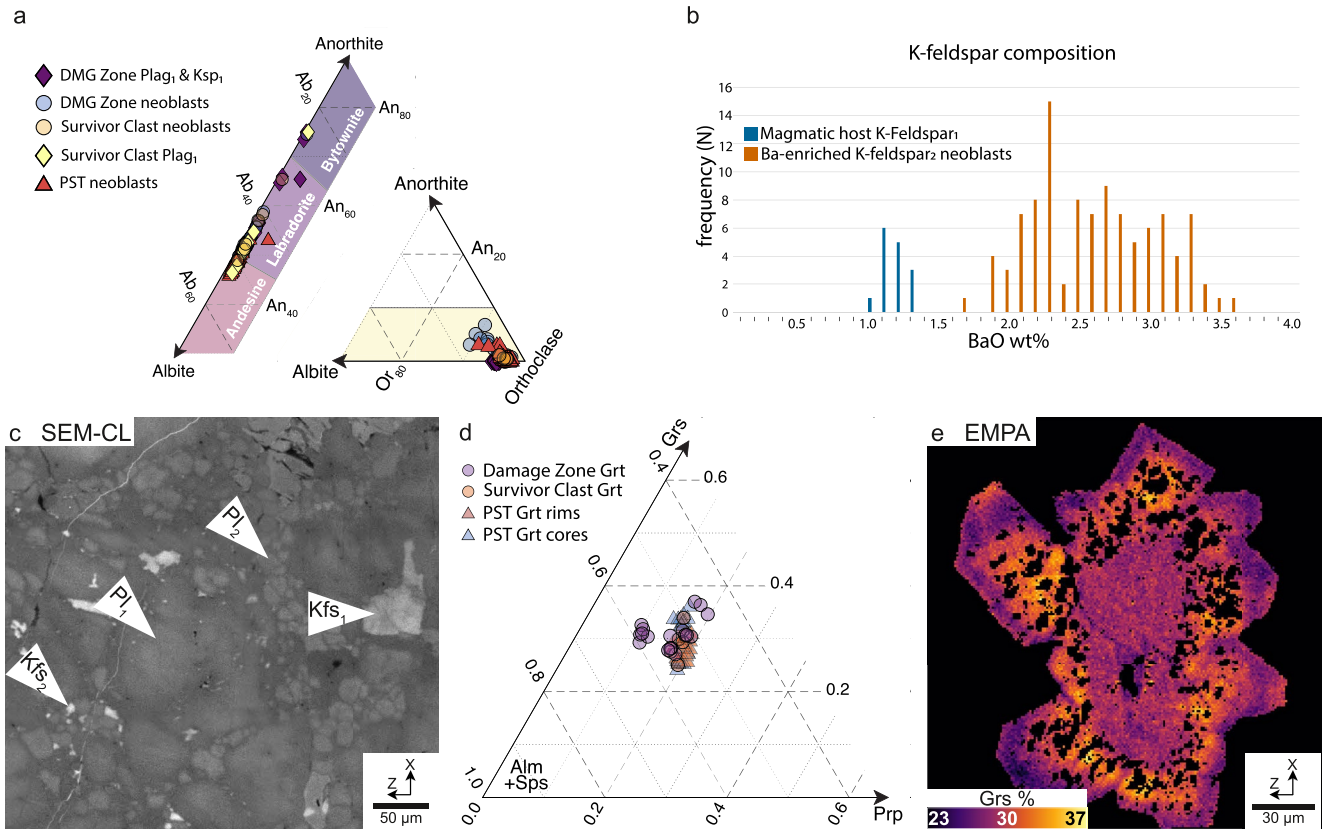 a
DMG Zone Plag₁ & Ksp₁
DMG Zone neoblasts
Survivor Clast neoblasts
Survivor Clast Plag₁
PST neoblasts
Anorthite
Ab₂₀
An₈₀
Bytownite
Ab₄₀
An₆₀
Labradorite
Ab₆₀
An₄₀
Andesine
Albite
Anorthite
An₂₀
Albite
Or₈₀
Orthoclase
b
K-feldspar composition
frequency (N)
16
14
12
10
8
6
4
2
0
Magmatic host K-Feldspar₁
Ba-enriched K-feldspar₂ neoblasts
0.5 1.0 1.5 2.0 2.5 3.0 3.5 4.0
BaO wt%
c SEM-CL
Pl₂
Pl₁
Kfs₁
Kfs₂
X
Z
50 µm
d
Damage Zone Grt
Survivor Clast Grt
PST Grt rims
PST Grt cores
Grs
0.4
0.6
0.6
0.4
0.8
0.2
1.0
Alm
+Sps
0.0 0.2 0.4 0.6
Prp
e EMPA
Grs %
23 30 37
X
Z
30 µm